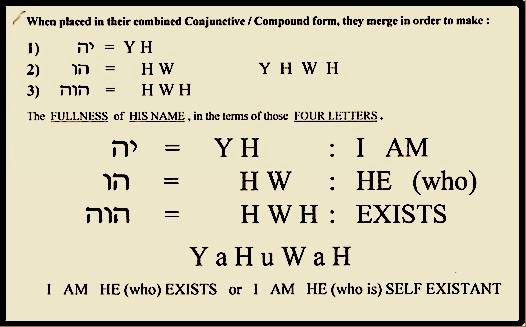 When placed in their combined Conjunctive / Compound form, they merge in order to make :
1) יה = Y H
2) הו = H W Y H W H
3) הוה = H W H
The FULLNESS of HIS NAME , in the terms of those FOUR LETTERS .
יה = Y H : I AM
הו = H W : HE (who)
הוה = H W H : EXISTS
Y a H u W a H
I AM HE (who) EXISTS or I AM HE (who is) SELF EXISTANT